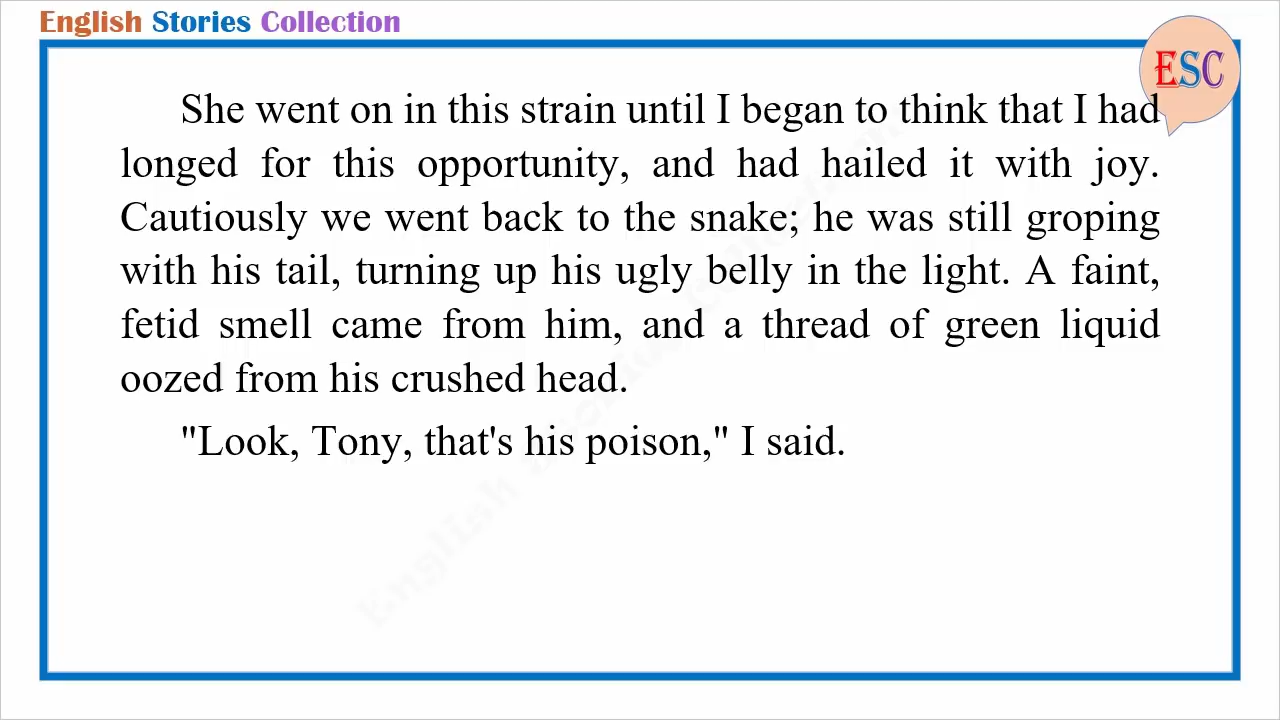 English Stories Collection
ESC
She went on in this strain until I began to think that I had
longed for this opportunity, and had hailed it with joy.
Cautiously we went back to the snake; he was still groping
with his tail, turning up his ugly belly in the light. A faint,
fetid smell came from him, and a thread of green liquid
oozed from his crushed head.
"Look, Tony, that's his poison," I said.
English